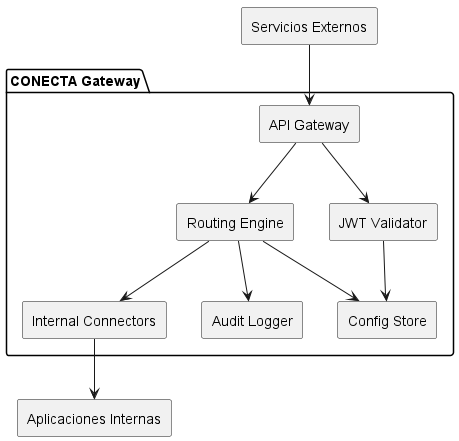 Servicios Externos
CONECTA Gateway
API Gateway
Routing Engine
JWT Validator
Internal Connectors
Audit Logger
Config Store
Aplicaciones Internas